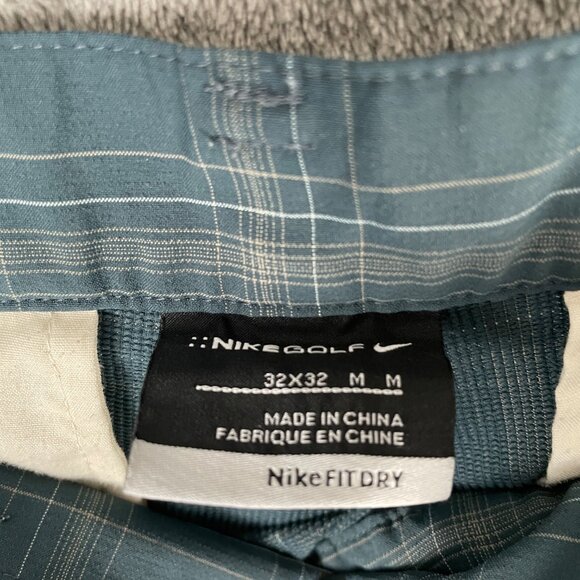 ::NIKEGOLF
32X32 M M
MADE IN CHINA
FABRIQUE EN CHINE
NikeFITDRY